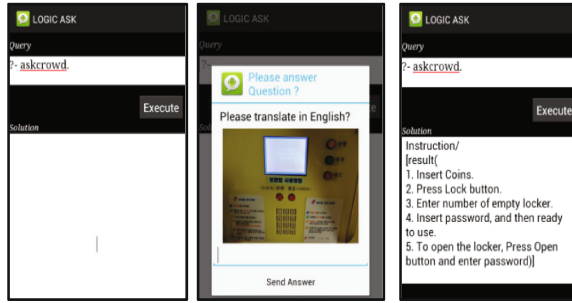 LOGIC ASK
Query
?- askcrowd.
Execute
Solution
LOGIC ASK
Query
?-
Please answer
Question ?
Please translate in English?
Send Answer
LOGIC ASK
Query
?- askcrowd.
Execute
Solution
Instruction/
[result(
1. Insert Coins.
2. Press Lock button.
3. Enter number of empty locker.
4. Insert password, and then ready
to use.
5. To open the locker, Press Open
button and enter password)]